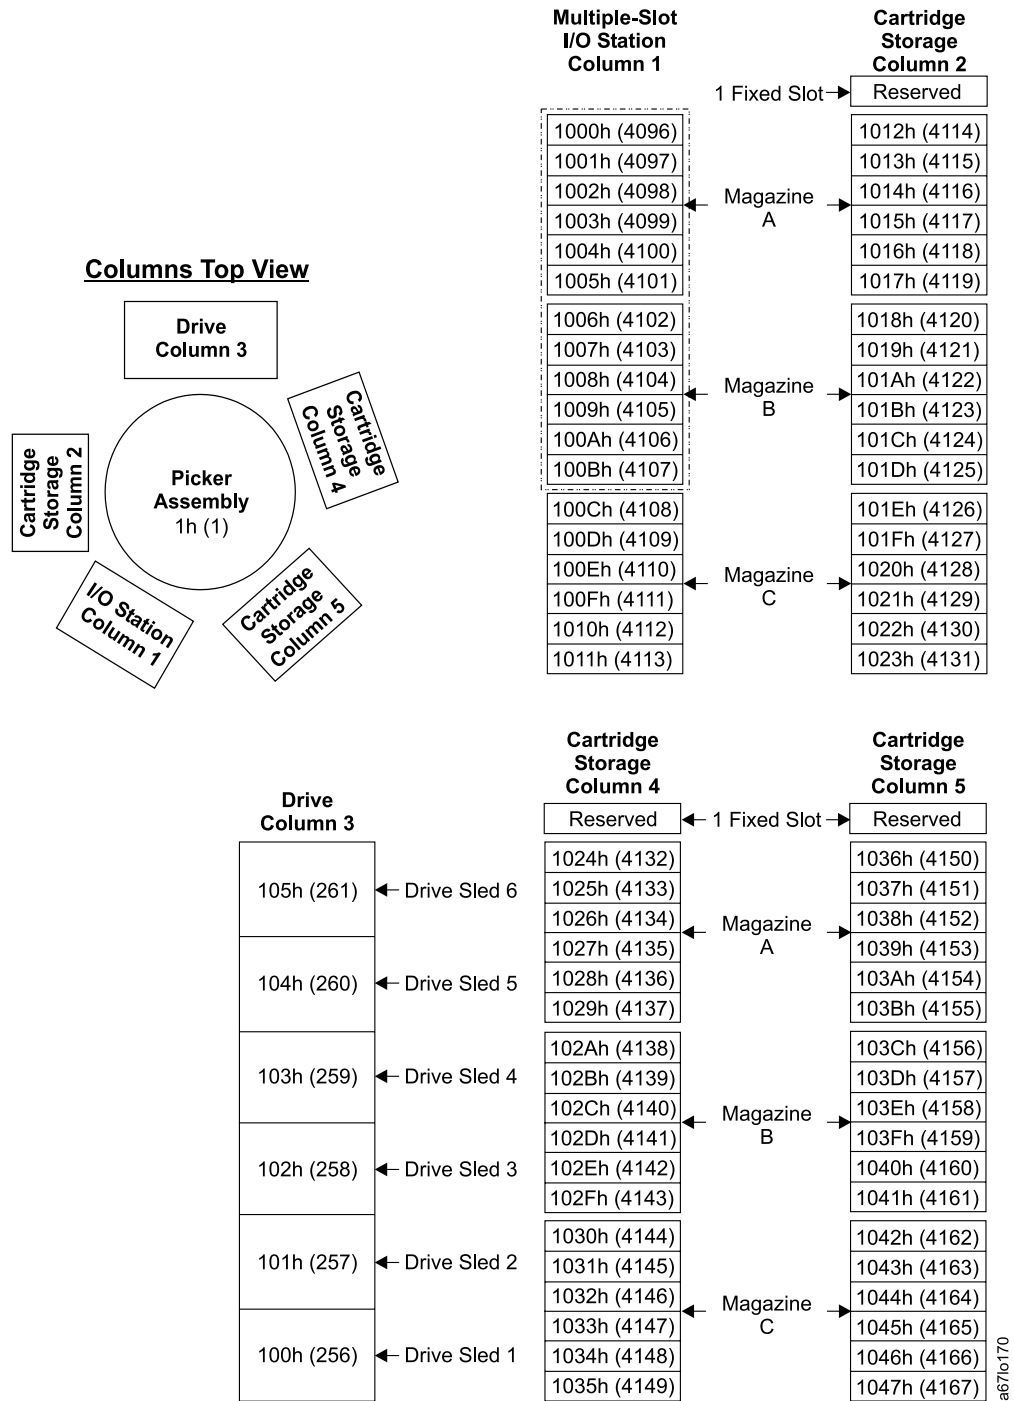 Multiple-Slot
I/O Station
Column 1
Cartridge
Storage
Column 2
1 Fixed Slot
Reserved
1000h (4096)
1001h (4097)
1002h (4098)
1003h (4099)
1004h (4100)
1005h (4101)
Magazine
A
1012h (4114)
1013h (4115)
1014h (4116)
1015h (4117)
1016h (4118)
1017h (4119)
1006h (4102)
1007h (4103)
1008h (4104)
1009h (4105)
100Ah (4106)
100Bh (4107)
Magazine
B
1018h (4120)
1019h (4121)
101Ah (4122)
101Bh (4123)
101Ch (4124)
101Dh (4125)
100Ch (4108)
100Dh (4109)
100Eh (4110)
100Fh (4111)
1010h (4112)
1011h (4113)
Magazine
C
101Eh (4126)
101Fh (4127)
1020h (4128)
1021h (4129)
1022h (4130)
1023h (4131)
Columns Top View
Drive
Column 3
Cartridge
Storage
Column 4
Cartridge
Storage
Column 2
Picker
Assembly
1h (1)
I/O Station
Column 1
Cartridge
Storage
Column 5
Drive
Column 3
105h (261)
Drive Sled 6
104h (260)
Drive Sled 5
103h (259)
Drive Sled 4
102h (258)
Drive Sled 3
101h (257)
Drive Sled 2
100h (256)
Drive Sled 1
Cartridge
Storage
Column 4
Cartridge
Storage
Column 5
Reserved
1 Fixed Slot
Reserved
1024h (4132)
1025h (4133)
1026h (4134)
1027h (4135)
1028h (4136)
1029h (4137)
Magazine
A
1036h (4150)
1037h (4151)
1038h (4152)
1039h (4153)
103Ah (4154)
103Bh (4155)
102Ah (4138)
102Bh (4139)
102Ch (4140)
102Dh (4141)
102Eh (4142)
102Fh (4143)
Magazine
B
103Ch (4156)
103Dh (4157)
103Eh (4158)
103Fh (4159)
1040h (4160)
1041h (4161)
1030h (4144)
1031h (4145)
1032h (4146)
1033h (4147)
1034h (4148)
1035h (4149)
Magazine
C
1042h (4162)
1043h (4163)
1044h (4164)
1045h (4165)
1046h (4166)
1047h (4167)
a67lo170